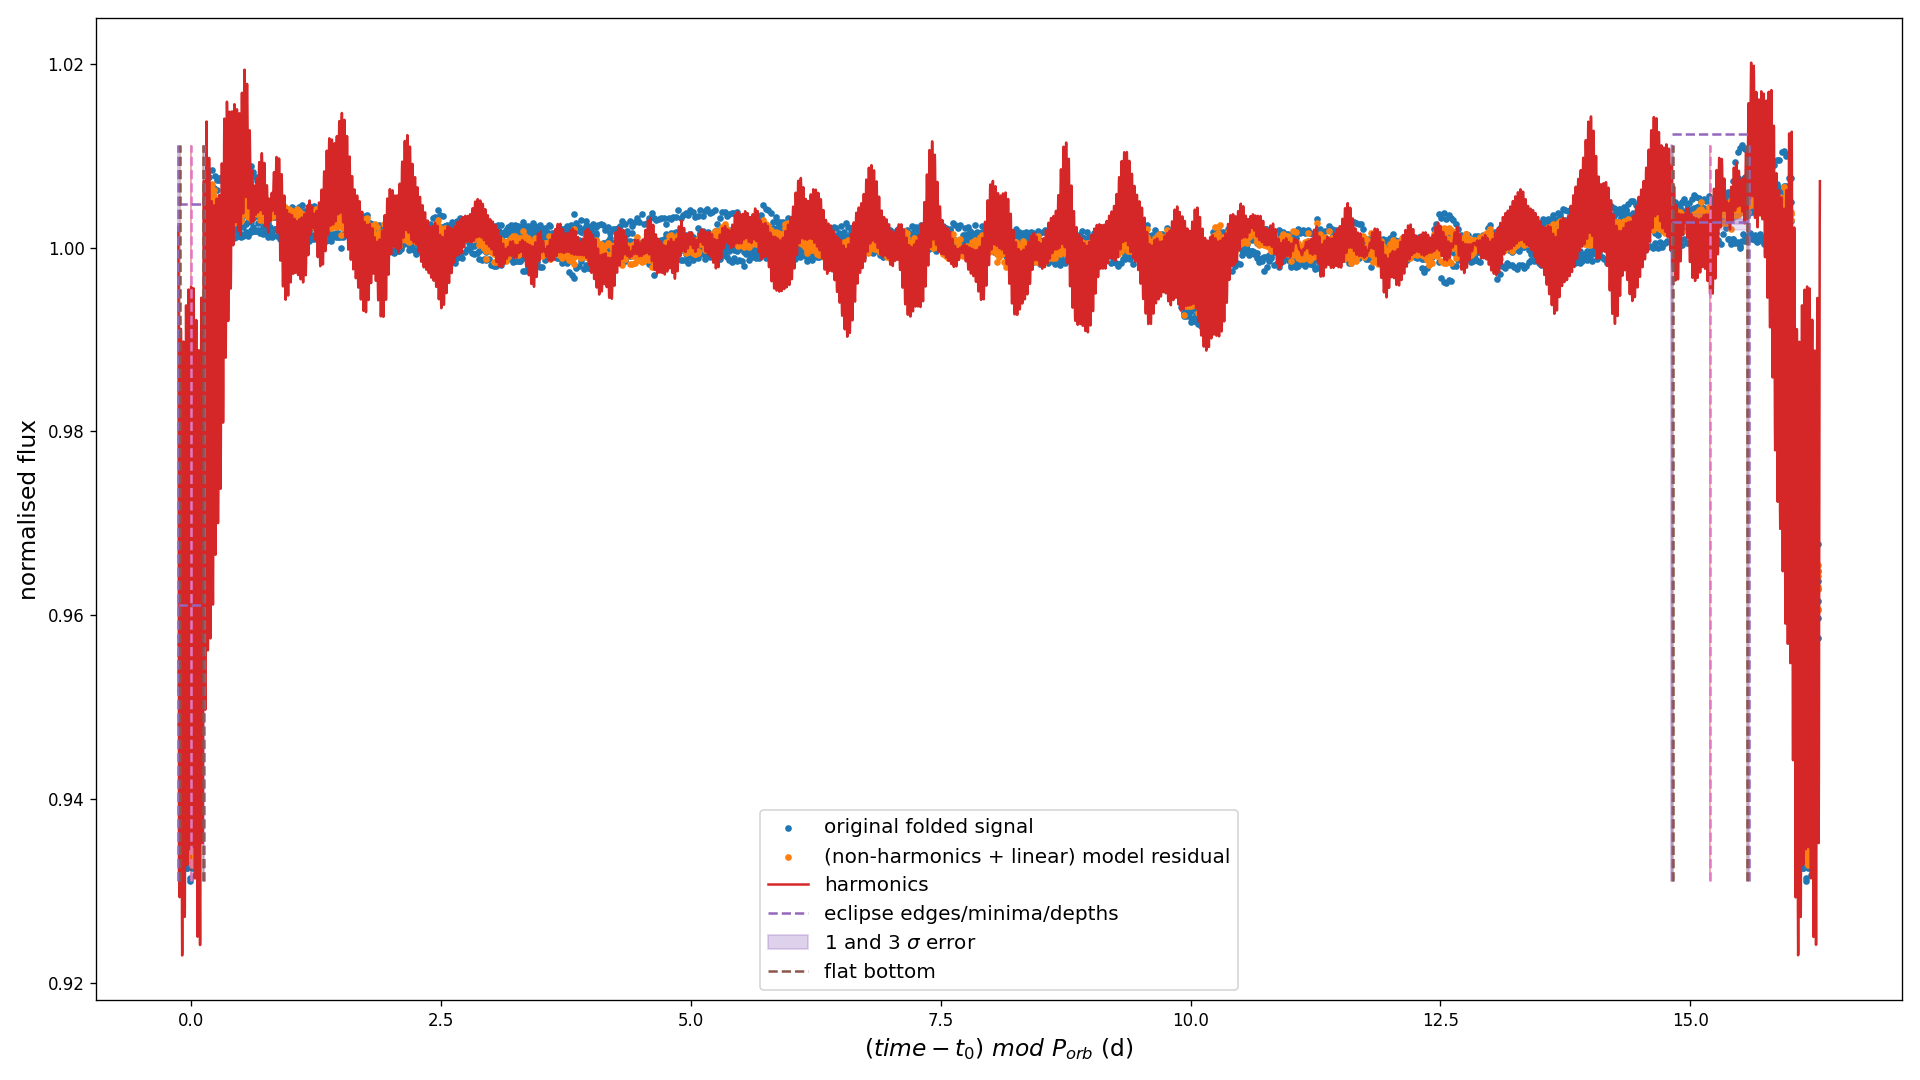 1.02
1.00
0.98
0.96
0.94
0.92
normalised flux
original folded signal
(non-harmonics + linear) model residual
harmonics
eclipse edges/minima/depths
1 and 3 σ error
flat bottom
0.0 2.5 5.0 7.5 10.0 12.5 15.0
(time − t₀) mod P_orb (d)